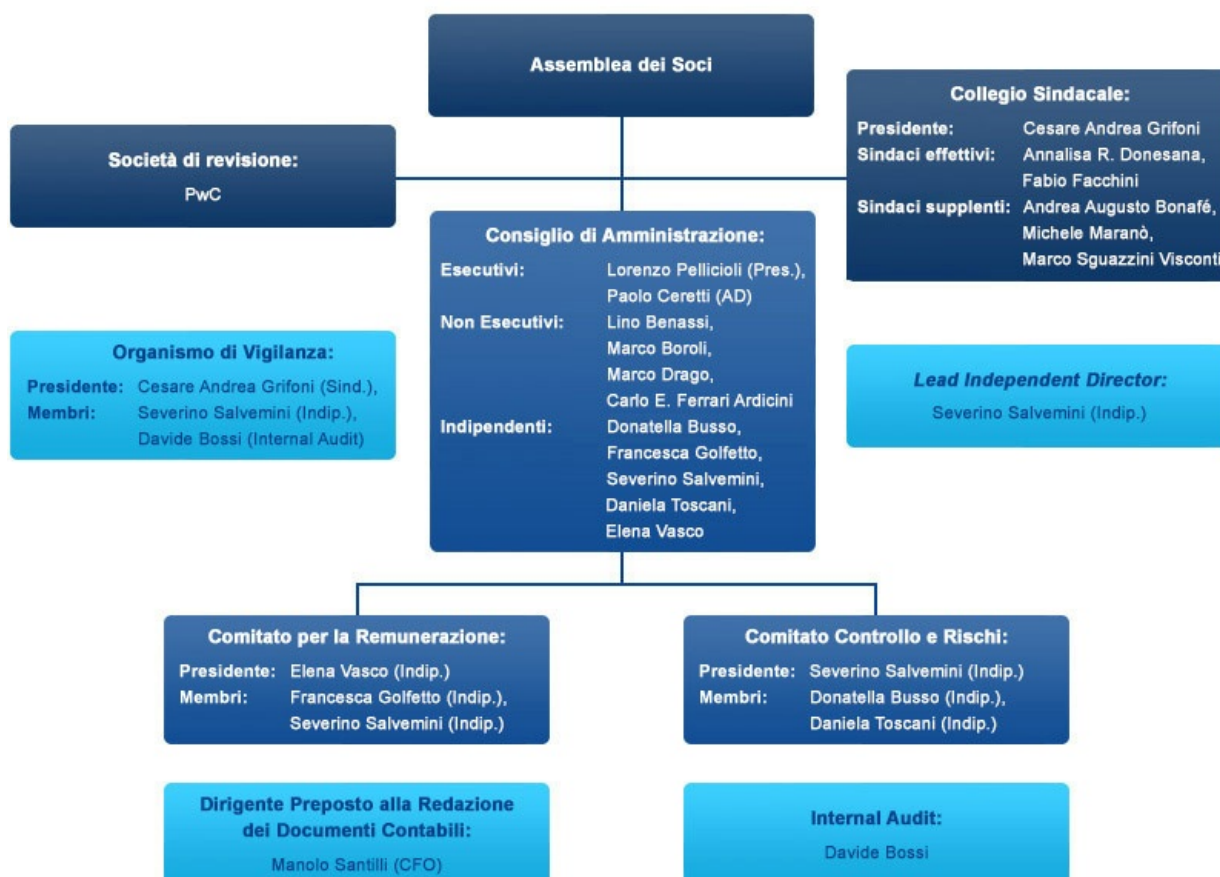 Assemblea dei Soci
Società di revisione:
PwC
Collegio Sindacale:
Presidente: Cesare Andrea Grifoni
Sindaci effettivi: Annalisa R. Donesana,
Fabio Facchini
Sindaci supplenti: Andrea Augusto Bonafé,
Michele Maranò,
Marco Sguazzini Visconti
Consiglio di Amministrazione:
Esecutivi: Lorenzo Pellicioli (Pres.),
Paolo Ceretti (AD)
Non Esecutivi: Lino Benassi,
Marco Boroli,
Marco Drago,
Carlo E. Ferrari Ardicini
Indipendenti: Donatella Busso,
Francesca Golfetto,
Severino Salvemini,
Daniela Toscani,
Elena Vasco
Organismo di Vigilanza:
Presidente: Cesare Andrea Grifoni (Sind.),
Membri: Severino Salvemini (Indip.),
Davide Bossi (Internal Audit)
Lead Independent Director:
Severino Salvemini (Indip.)
Comitato per la Remunerazione:
Presidente: Elena Vasco (Indip.)
Membri: Francesca Golfetto (Indip.),
Severino Salvemini (Indip.)
Comitato Controllo e Rischi:
Presidente: Severino Salvemini (Indip.)
Membri: Donatella Busso (Indip.),
Daniela Toscani (Indip.)
Dirigente Preposto alla Redazione
dei Documenti Contabili:
Manolo Santilli (CFO)
Internal Audit:
Davide Bossi